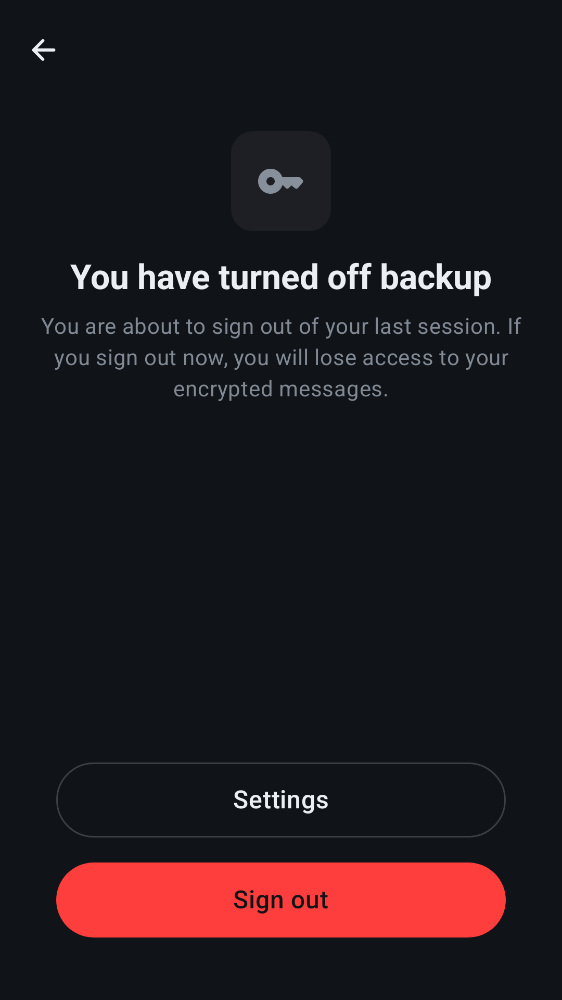 You have turned off backup
You are about to sign out of your last session. If
you sign out now, you will lose access to your
encrypted messages.
Settings
Sign out